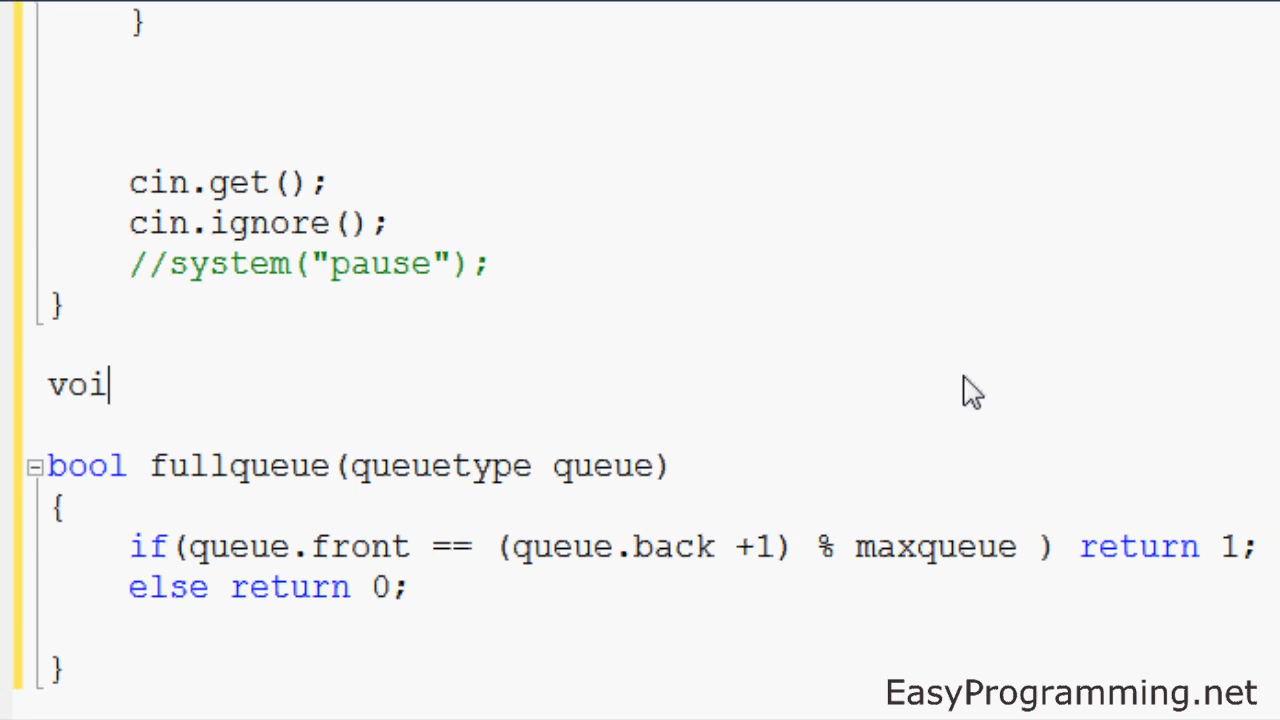 }
cin.get();
cin.ignore();
//system("pause");
}
voi
bool fullqueue(queuetype queue)
{
if(queue.front == (queue.back +1) % maxqueue ) return 1;
else return 0;
}
EasyProgramming.net